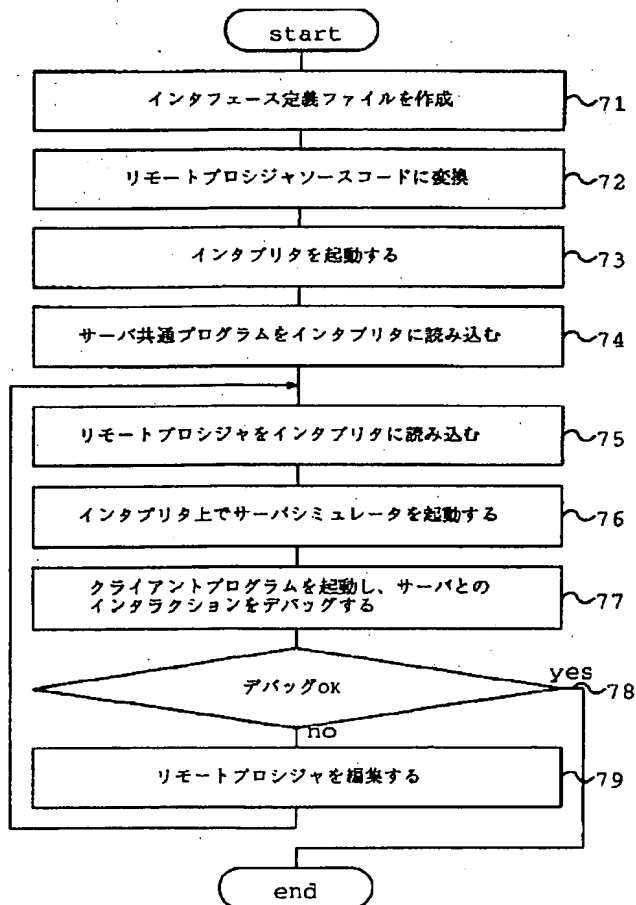 start
インタフェース定義ファイルを作成
71
リモートプロシジャソースコードに変換
72
インタプリタを起動する
73
サーバ共通プログラムをインタプリタに読み込む
74
リモートプロシジャをインタプリタに読み込む
75
インタプリタ上でサーバシミュレータを起動する
76
クライアントプログラムを起動し、サーバとの
インタラクションをデバッグする
77
デバッグOK
yes
78
no
リモートプロシジャを編集する
79
end